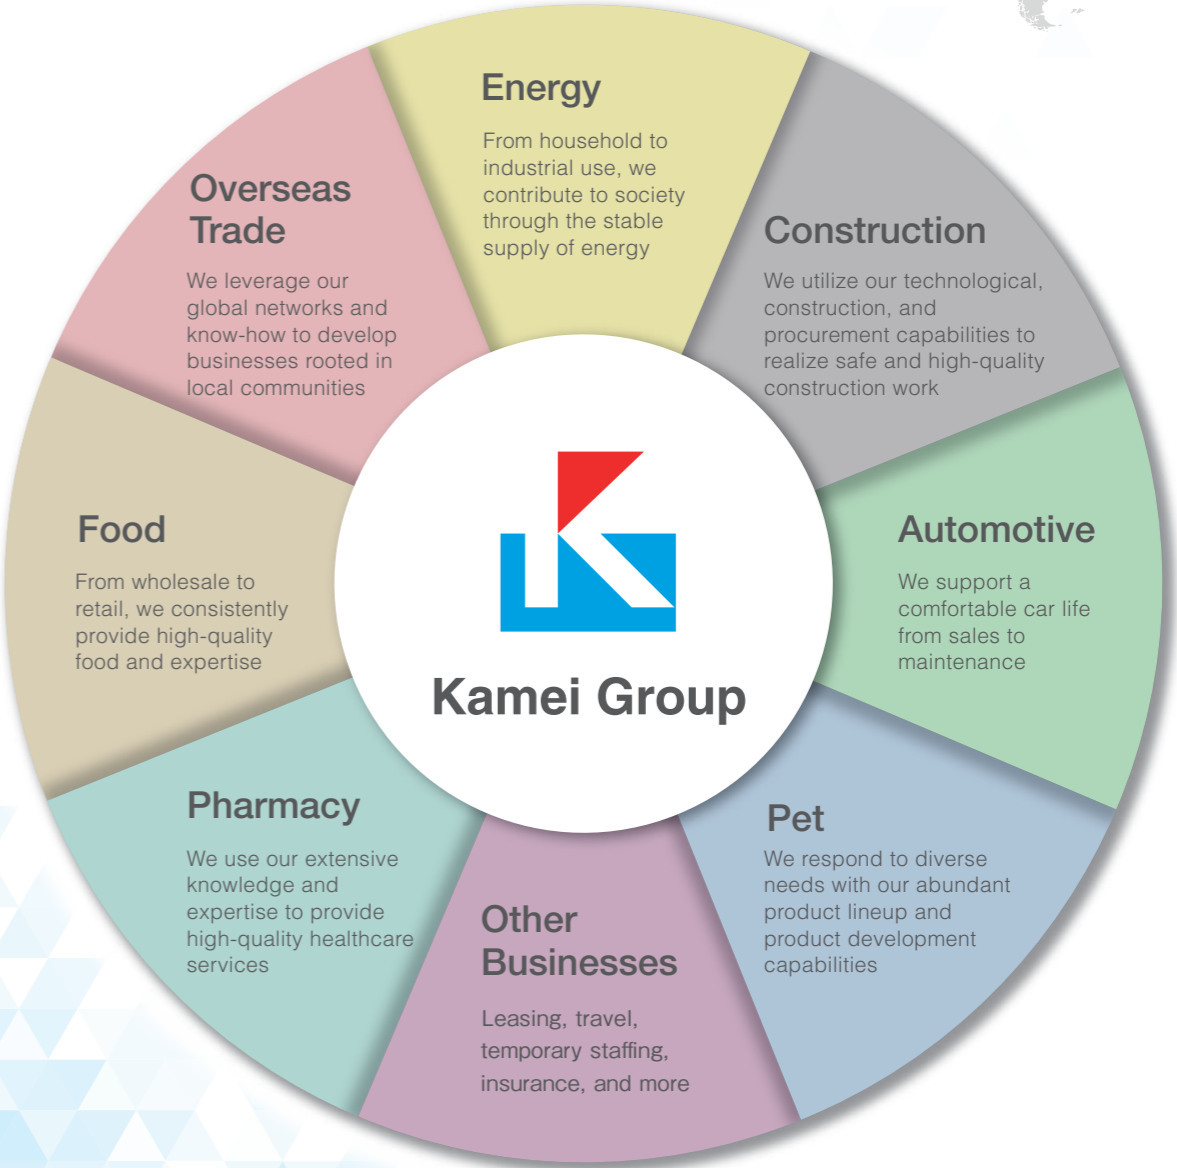 Energy
From household to
industrial use, we
contribute to society
through the stable
supply of energy
Construction
We utilize our technological,
construction, and
procurement capabilities to
realize safe and high-quality
construction work
Automotive
We support a
comfortable car life
from sales to
maintenance
Pet
We respond to diverse
needs with our abundant
product lineup and
product development
capabilities
Other
Businesses
Leasing, travel,
temporary staffing,
insurance, and more
Pharmacy
We use our extensive
knowledge and
expertise to provide
high-quality healthcare
services
Food
From wholesale to
retail, we consistently
provide high-quality
food and expertise
Overseas
Trade
We leverage our
global networks and
know-how to develop
businesses rooted in
local communities
K
Kamei Group